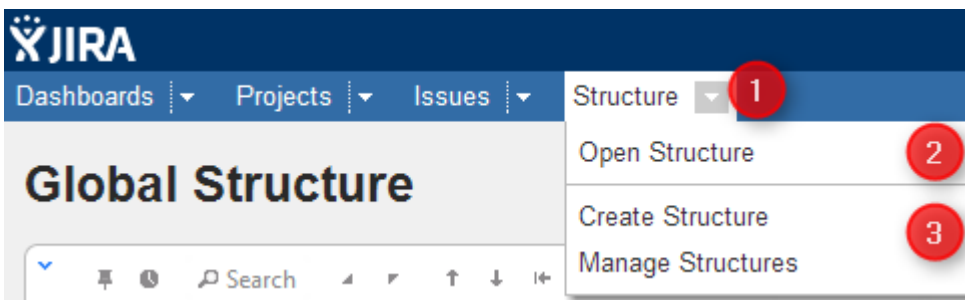 JIRA
Dashboards Projects Issues Structure 1
Open Structure 2
Global Structure
Create Structure 3
Manage Structures
Search